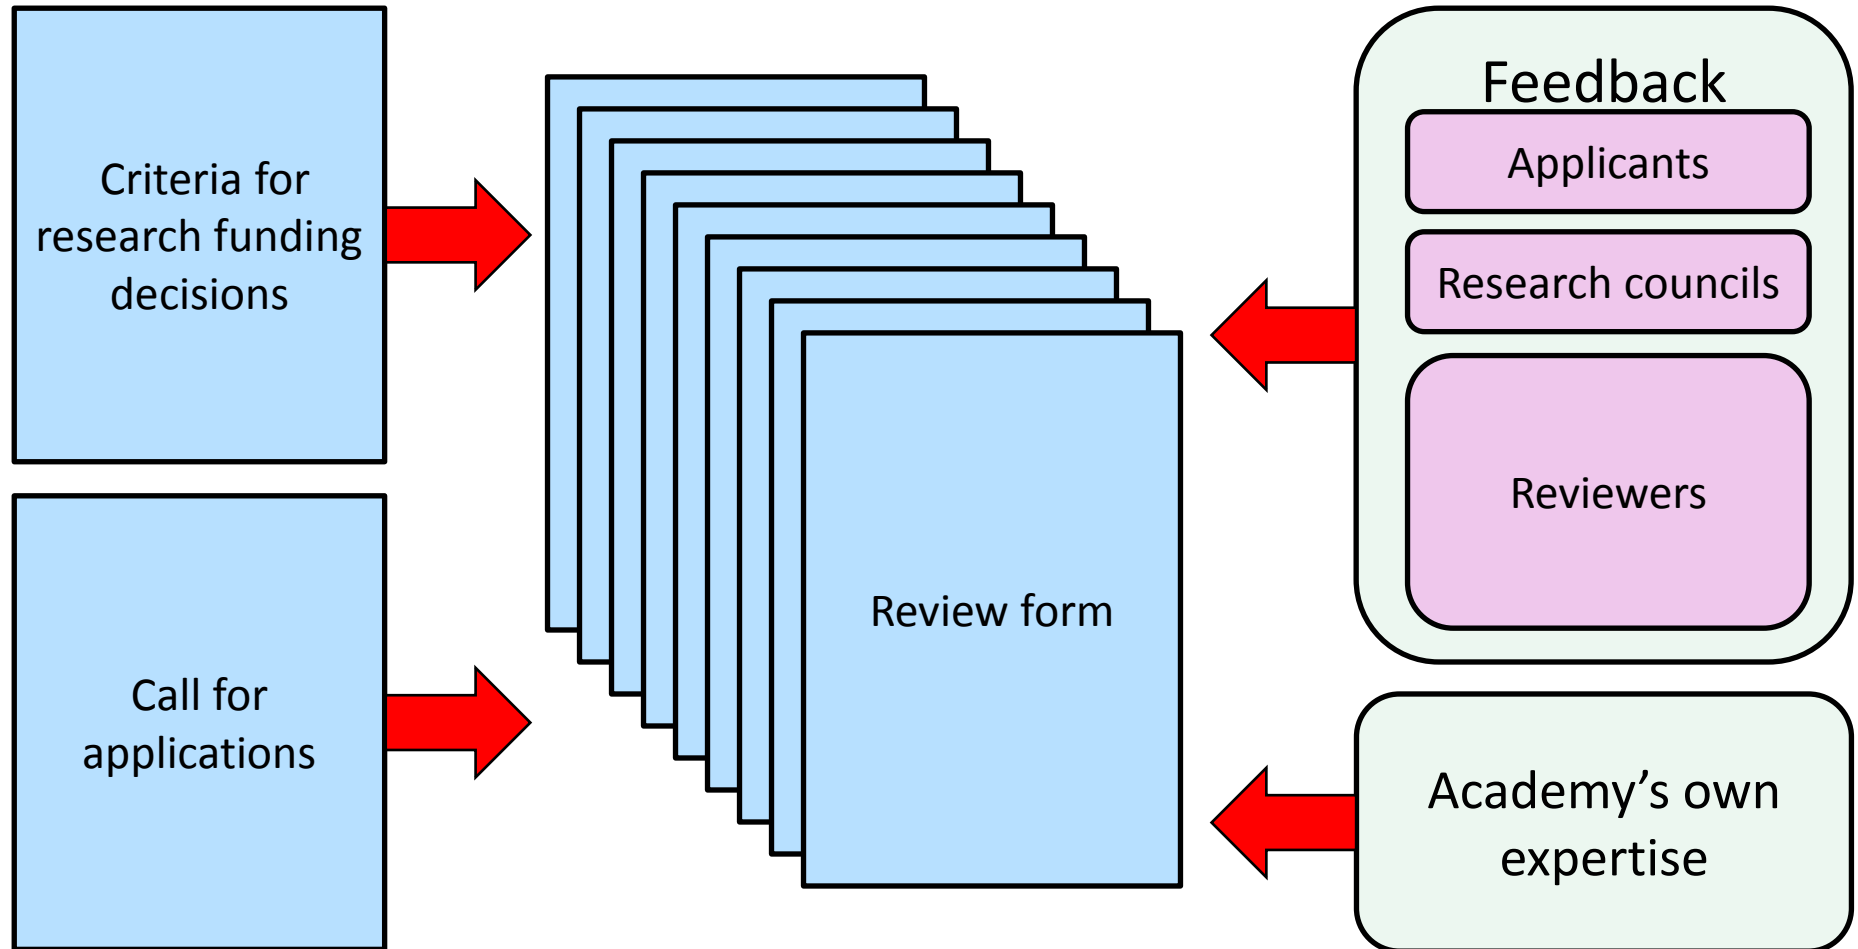 Criteria for
research funding
decisions
Call for
applications
Review form
Feedback
Applicants
Research councils
Reviewers
Academy’s own
expertise